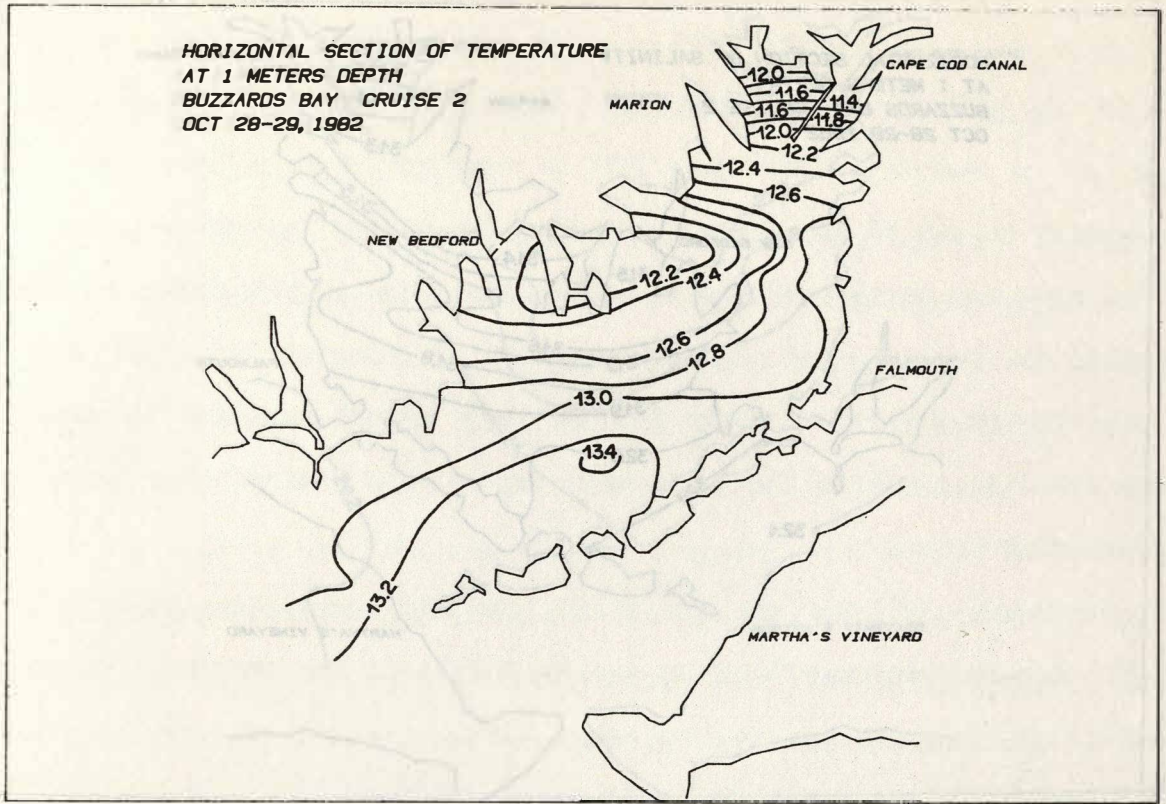 HORIZONTAL SECTION OF TEMPERATURE
AT 1 METERS DEPTH
BUZZARDS BAY CRUISE 2
OCT 28-29, 1982
CAPE COD CANAL
MARION
12.0
11.6
11.4
11.6
11.8
12.0
12.2
12.4
12.6
NEW BEDFORD
12.2
12.4
12.6
12.8
FALMOUTH
13.0
13.4
13.2
MARTHA'S VINEYARD